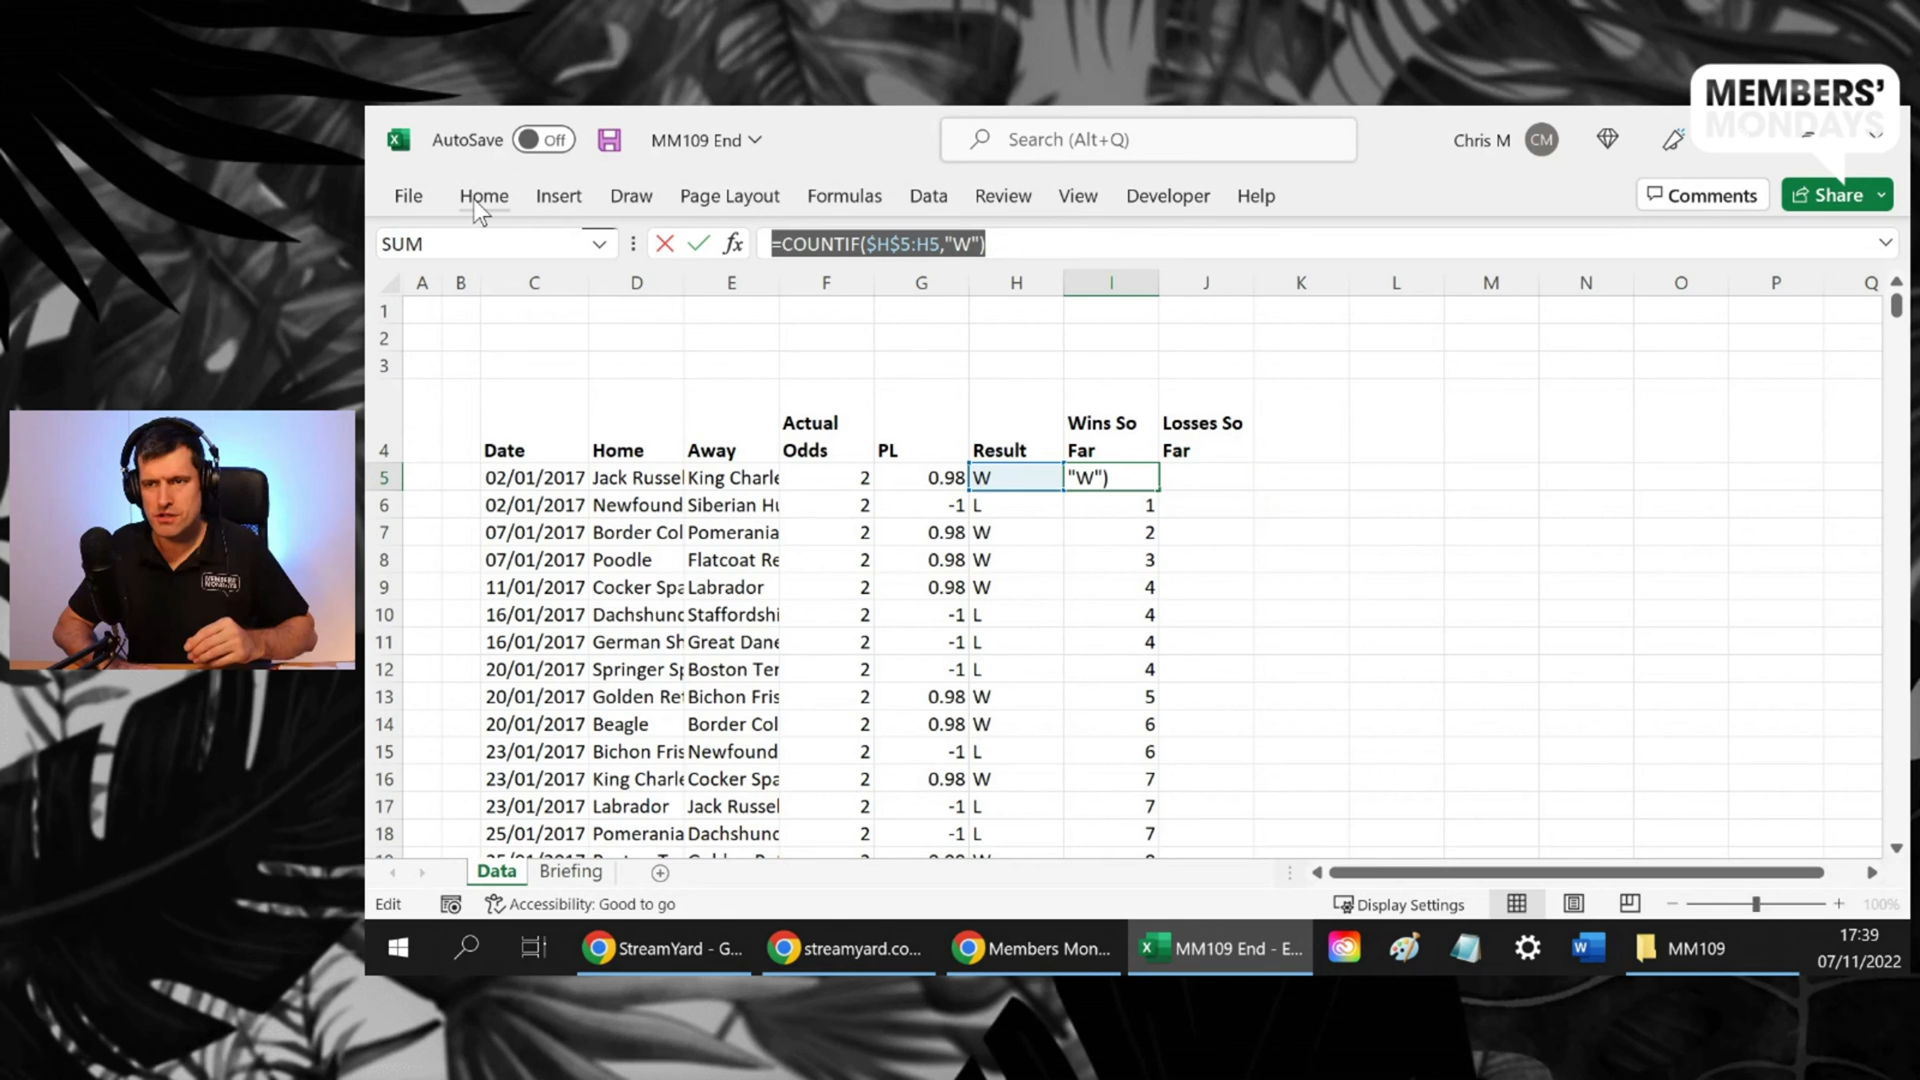 MEMBERS'
MONDAYS
AutoSave Off MM109 End Search (Alt+Q) Chris M CM
File Home Insert Draw Page Layout Formulas Data Review View Developer Help Comments Share
SUM fx =COUNTIF($H$5:H5,"W")
A B C D E F G H I J K L M N O P Q
1
2
3
Actual Wins So Losses So
4 Date Home Away Odds PL Result Far Far
5 02/01/2017 Jack Russel King Charle 2 0.98 W "W")
6 02/01/2017 Newfound Siberian Hu 2 -1 L 1
7 07/01/2017 Border Col Pomerania 2 0.98 W 2
8 07/01/2017 Poodle Flatcoat Re 2 0.98 W 3
9 11/01/2017 Cocker Spa Labrador 2 0.98 W 4
10 16/01/2017 Dachshund Staffordshi 2 -1 L 4
11 16/01/2017 German Sh Great Dane 2 -1 L 4
12 20/01/2017 Springer Sp Boston Ter 2 -1 L 4
13 20/01/2017 Golden Ret Bichon Fris 2 0.98 W 5
14 20/01/2017 Beagle Border Col 2 0.98 W 6
15 23/01/2017 Bichon Fris Newfound 2 -1 L 6
16 23/01/2017 King Charle Cocker Spa 2 0.98 W 7
17 23/01/2017 Labrador Jack Russel 2 -1 L 7
18 25/01/2017 Pomerania Dachshund 2 -1 L 7
Data Briefing
Edit Accessibility: Good to go Display Settings 100%
StreamYard - G... streamyard.co... Members Mon... MM109 End - E... MM109
17:39
07/11/2022
MEMBERS'
MONDAYS